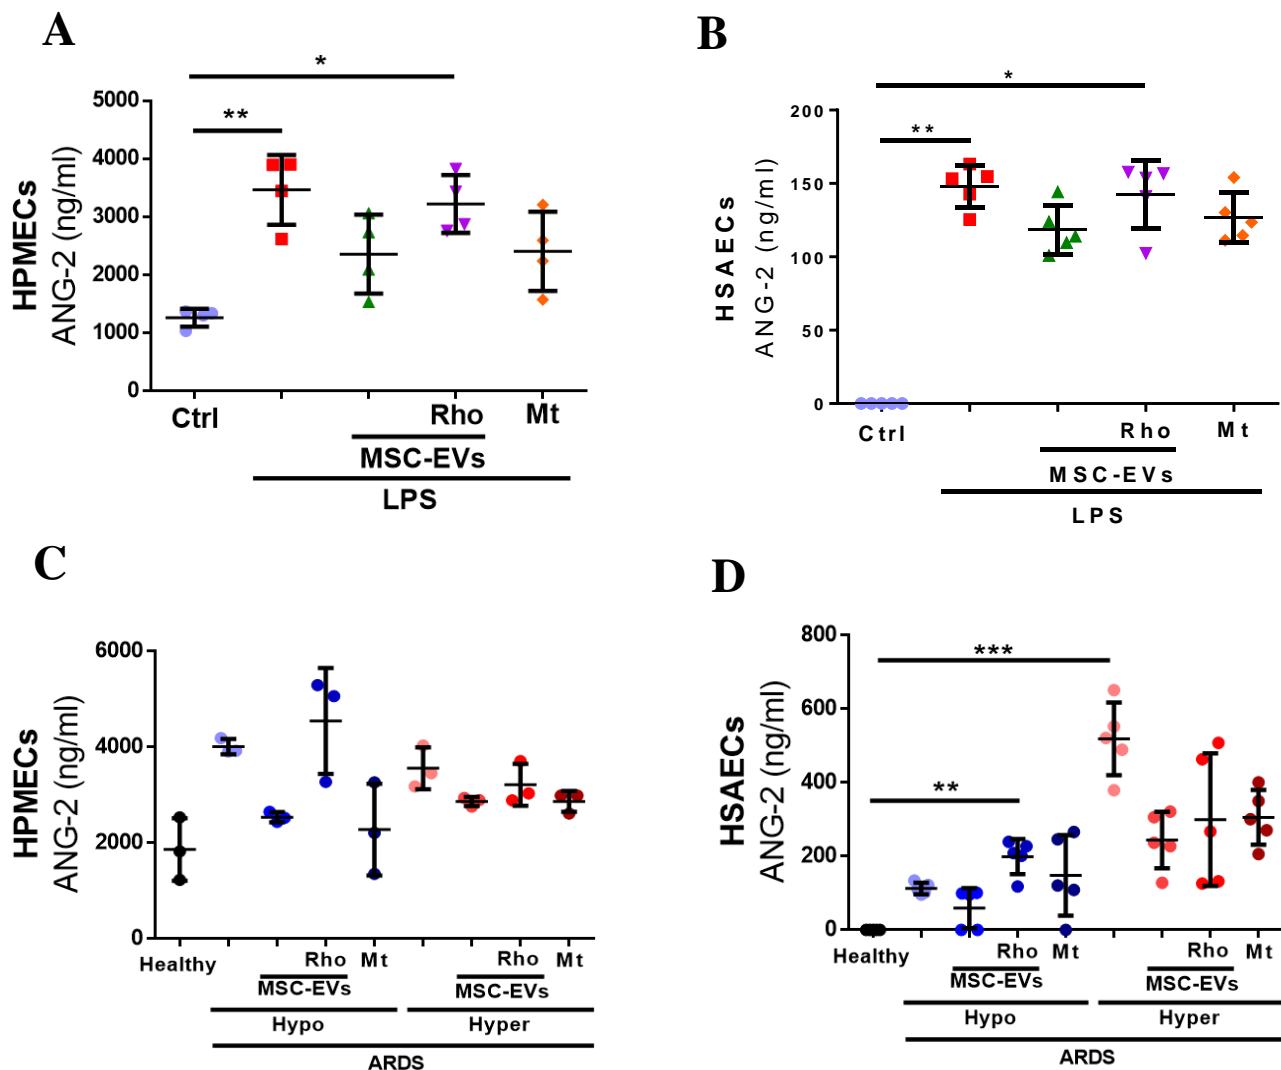 A
*
**
5000
4000
3000
2000
1000
0
HPMECs
ANG-2 (ng/ml)
Ctrl
Rho
Mt
MSC-EVs
LPS
B
*
**
200
150
100
50
0
HSAECs
ANG-2 (ng/ml)
Ctrl
Rho
Mt
MSC-EVs
LPS
C
6000
4000
2000
0
HPMECs
ANG-2 (ng/ml)
Healthy
Rho
Mt
Rho
Mt
MSC-EVs
MSC-EVs
Hypo
Hyper
ARDS
D
***
**
800
600
400
200
0
HSAECs
ANG-2 (ng/ml)
Healthy
Rho
Mt
Rho
Mt
MSC-EVs
MSC-EVs
Hypo
Hyper
ARDS